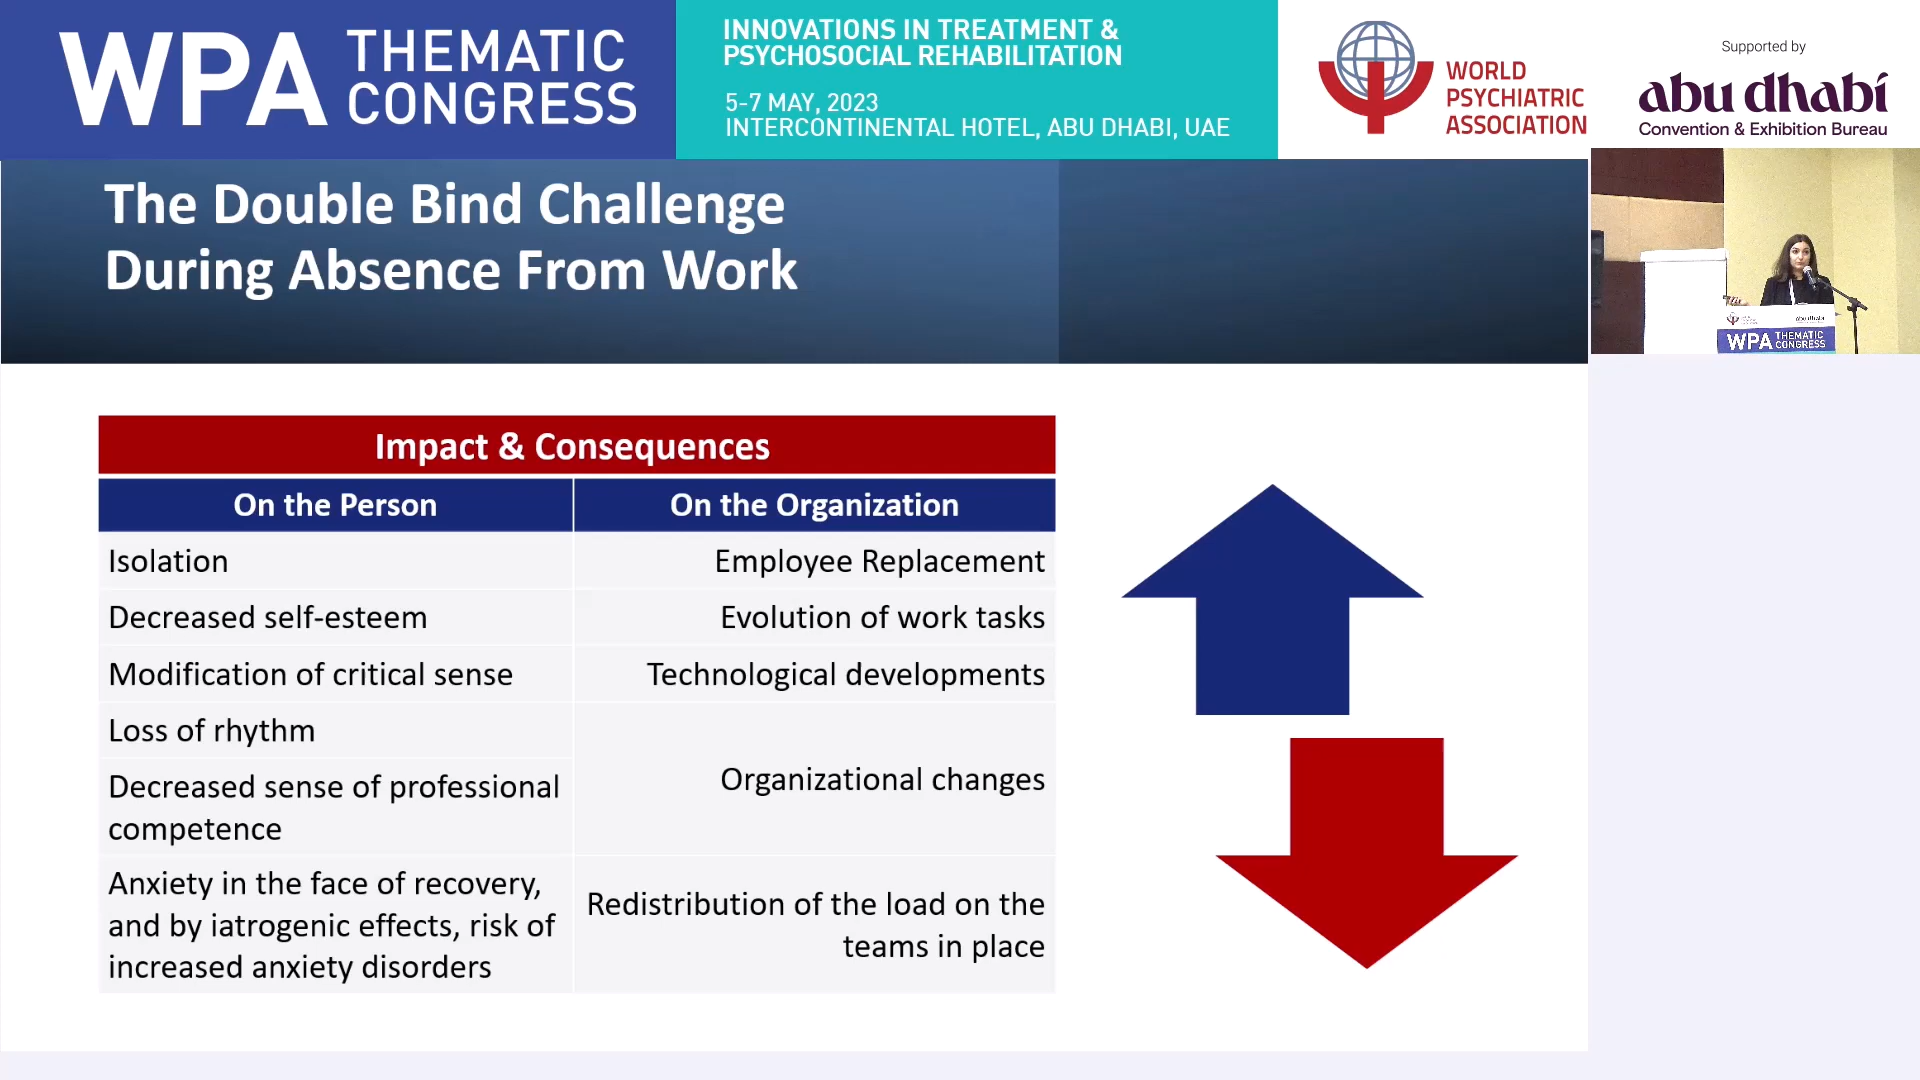 WPA THEMATIC CONGRESS
INNOVATIONS IN TREATMENT &
PSYCHOSOCIAL REHABILITATION
5-7 MAY, 2023
INTERCONTINENTAL HOTEL, ABU DHABI, UAE
WORLD
PSYCHIATRIC
ASSOCIATION
Supported by
abu dhabi
Convention & Exhibition Bureau
The Double Bind Challenge
During Absence From Work
Impact & Consequences
On the Person
On the Organization
Isolation
Employee Replacement
Decreased self-esteem
Evolution of work tasks
Modification of critical sense
Technological developments
Loss of rhythm
Organizational changes
Decreased sense of professional
competence
Anxiety in the face of recovery,
and by iatrogenic effects, risk of
increased anxiety disorders
Redistribution of the load on the
teams in place
abu dhabi
WPA THEMATIC
CONGRESS